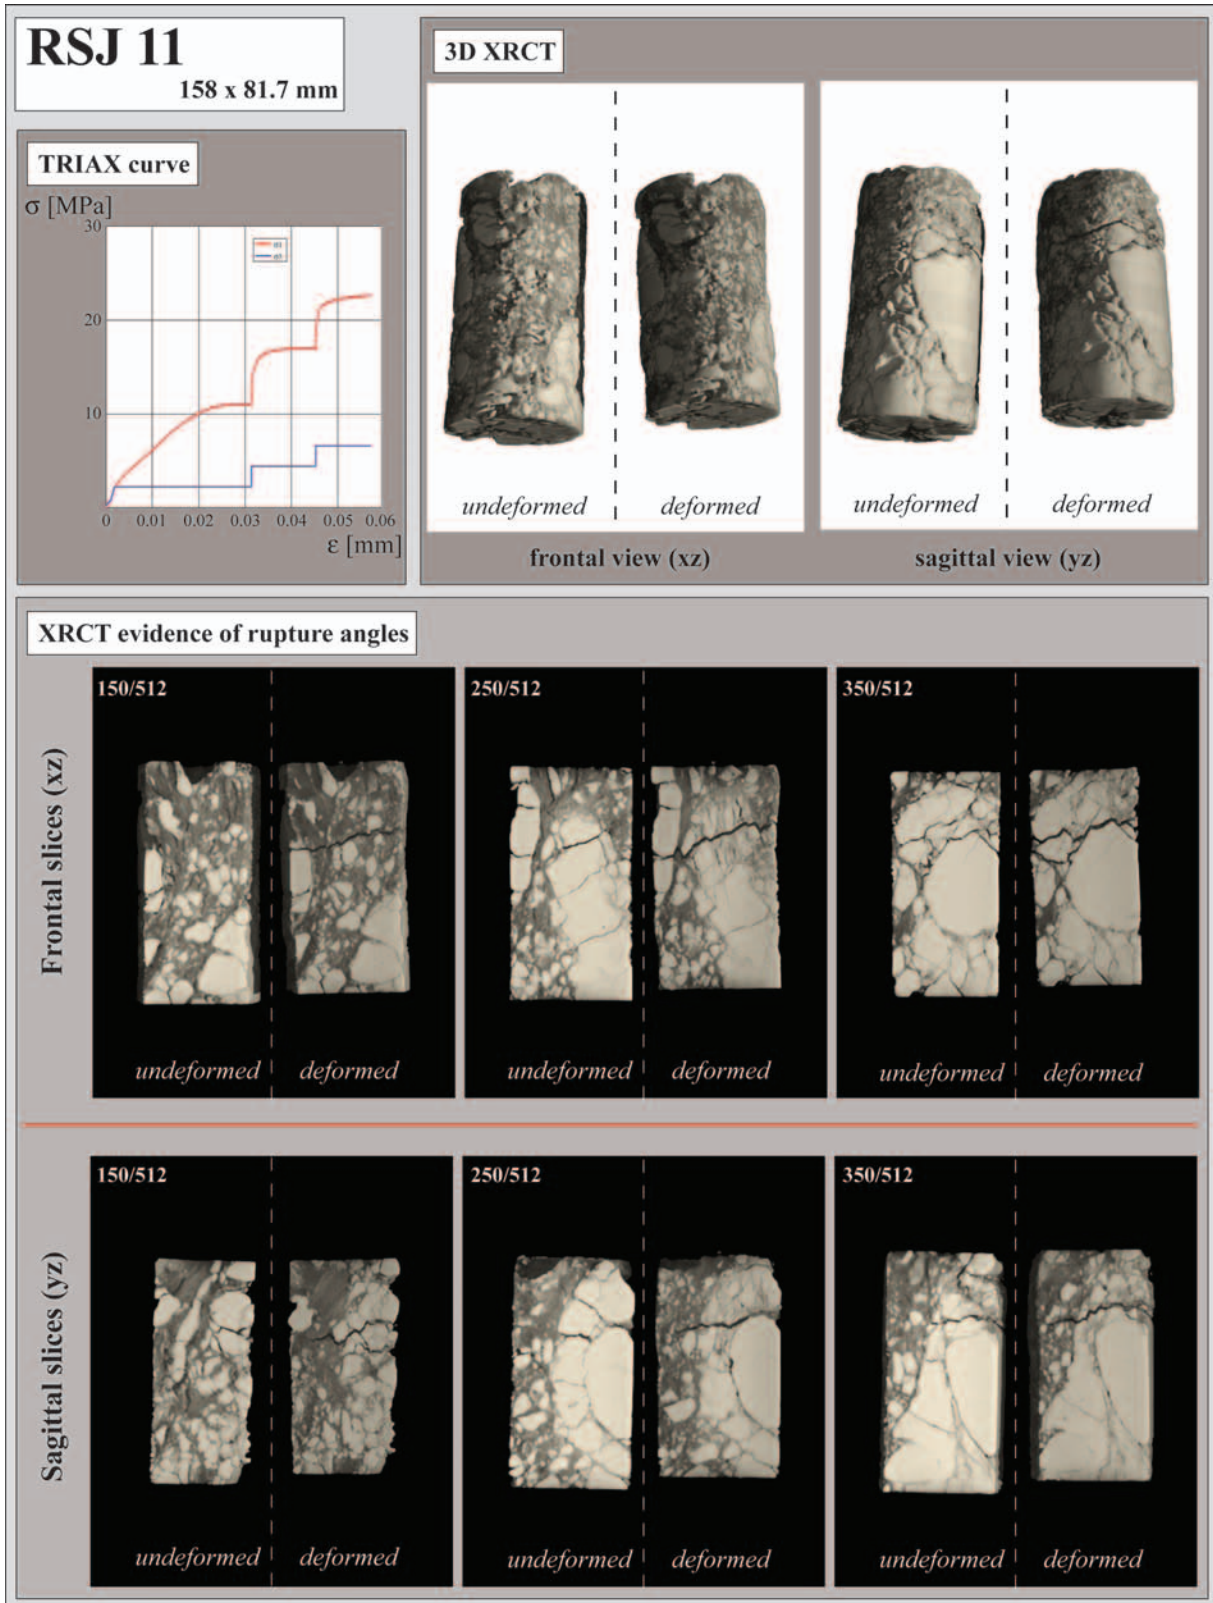 RSJ 11
158 x 81.7 mm
3D XRCT
TRIAX curve
σ [MPa]
30
20
10
0 0.01 0.02 0.03 0.04 0.05 0.06
ε [mm]
undeformed deformed
frontal view (xz)
undeformed deformed
sagittal view (yz)
XRCT evidence of rupture angles
Frontal slices (xz)
150/512
undeformed deformed
250/512
undeformed deformed
350/512
undeformed deformed
Sagittal slices (yz)
150/512
undeformed deformed
250/512
undeformed deformed
350/512
undeformed deformed